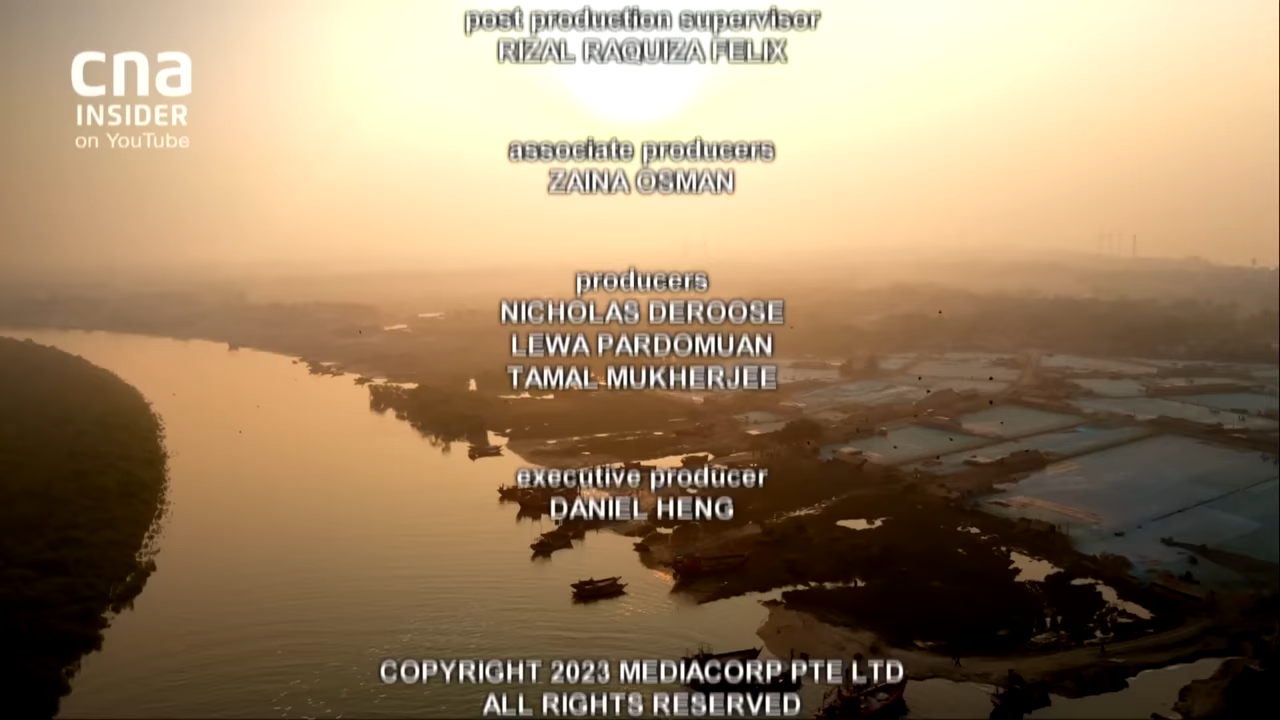 cna
INSIDER
on YouTube
post production supervisor
RIZAL RAQUIZA FELIX
associate producers
ZAINA OSMAN
producers
NICHOLAS DEROOSE
LEWA PARDOMUAN
TAMAL MUKHERJEE
executive producer
DANIEL HENG
COPYRIGHT 2023 MEDIACORP PTE LTD
ALL RIGHTS RESERVED